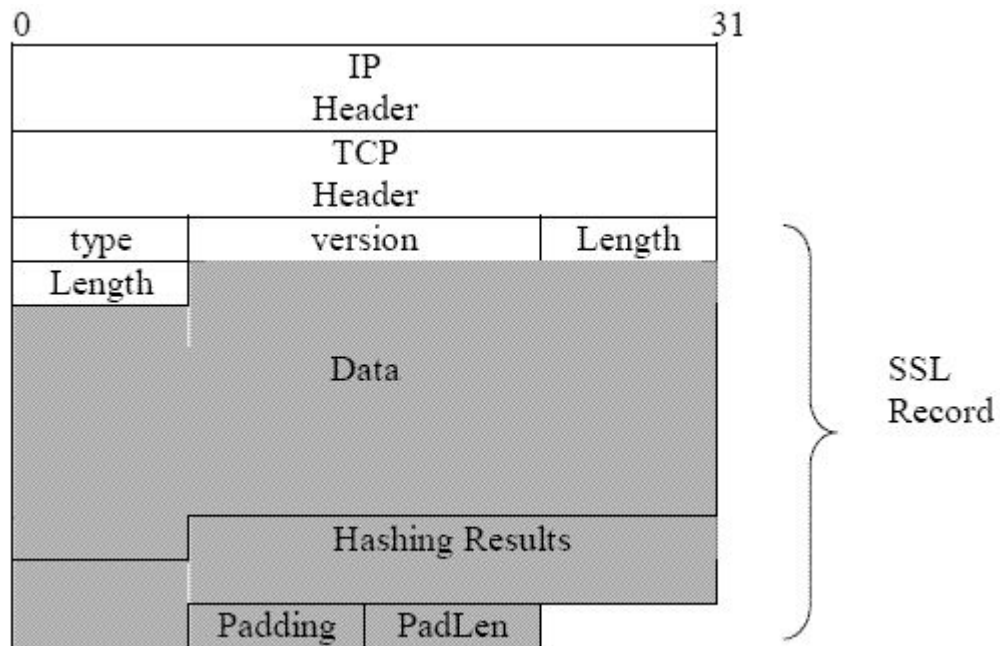 0 31
IP
Header
TCP
Header
type version Length
Length
Data
SSL
Record
Hashing Results
Padding PadLen